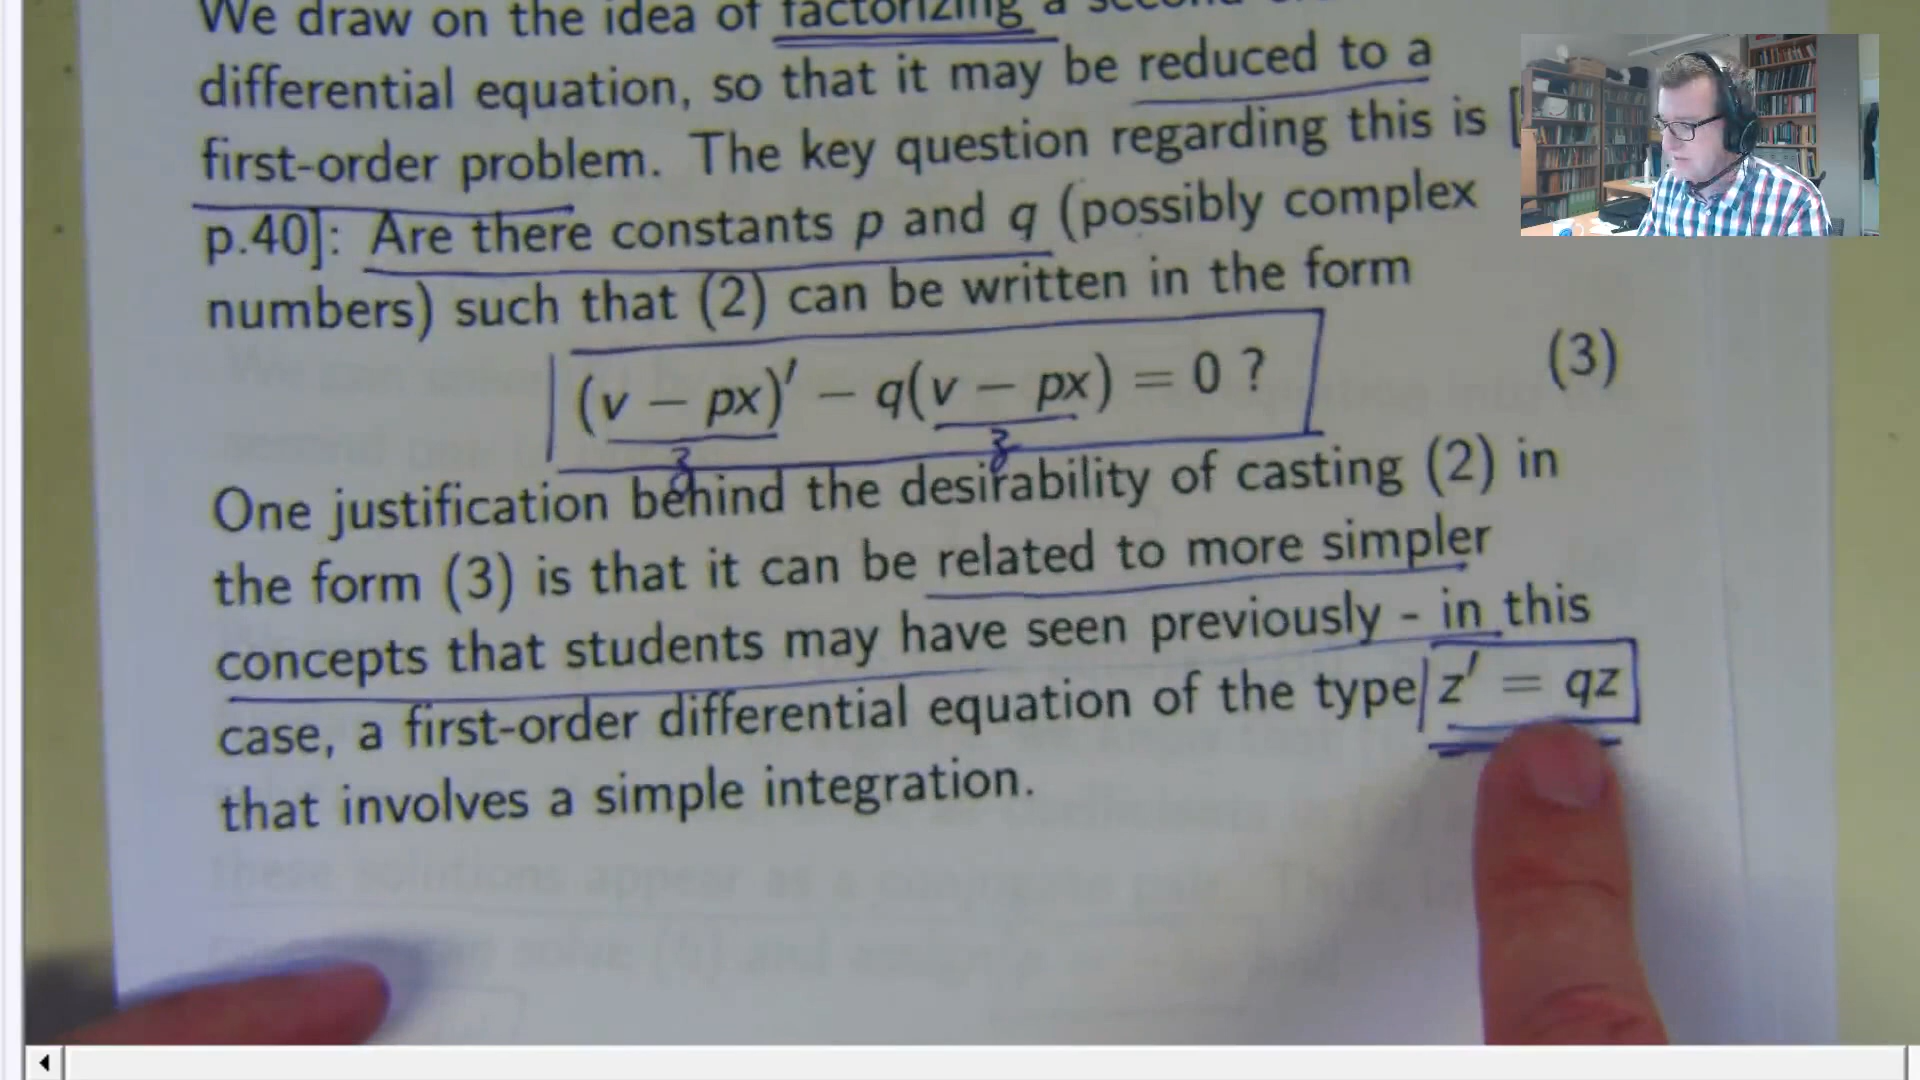 We draw on the idea of factorizing a
differential equation, so that it may be reduced to a
first-order problem. The key question regarding this is [
p.40]: Are there constants p and q (possibly complex
numbers) such that (2) can be written in the form
(v − px)′ − q(v − px) = 0 ? (3)
z z
One justification behind the desirability of casting (2) in
the form (3) is that it can be related to more simpler
concepts that students may have seen previously - in this
case, a first-order differential equation of the type z′ = qz
that involves a simple integration.